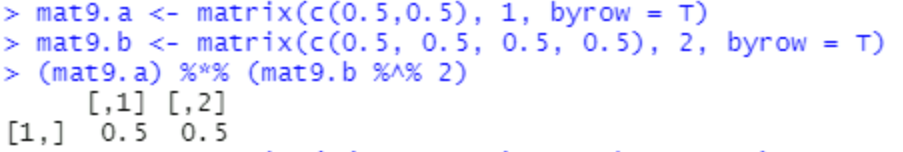 > mat9.a <- matrix(c(0.5,0.5), 1, byrow = T)
> mat9.b <- matrix(c(0.5, 0.5, 0.5, 0.5), 2, byrow = T)
> (mat9.a) %*% (mat9.b %^% 2)
     [,1] [,2]
[1,]  0.5  0.5